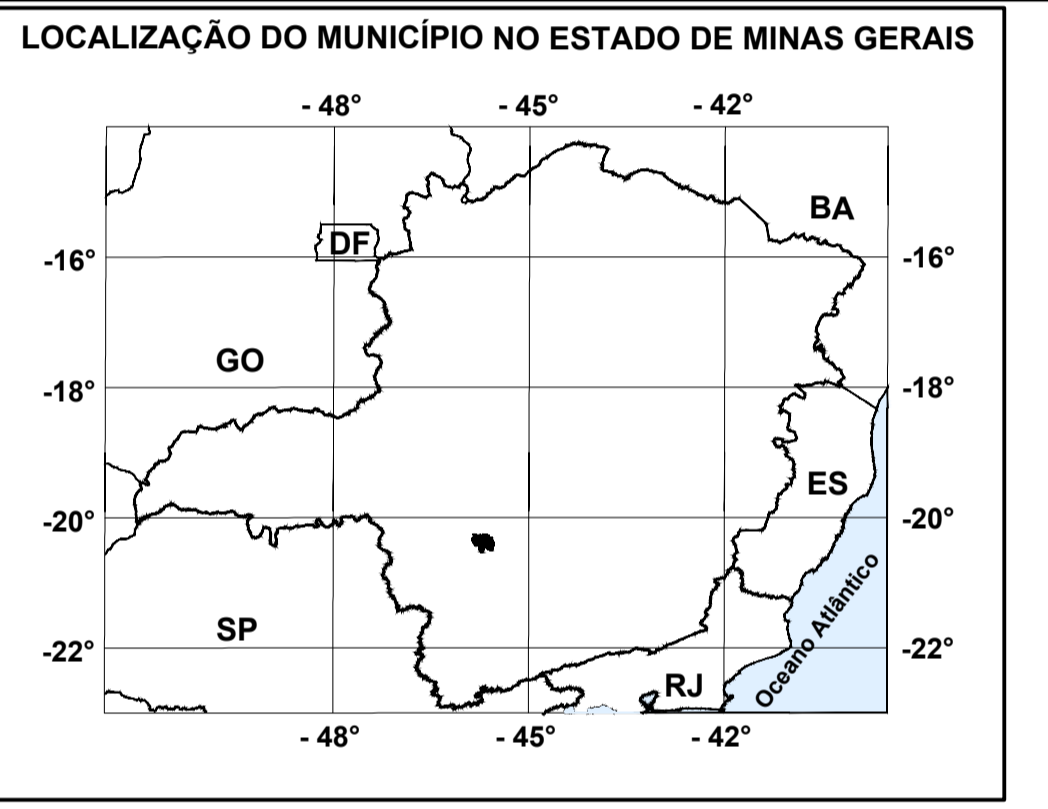 LOCALIZAÇÃO DO MUNICÍPIO NO ESTADO DE MINAS GERAIS
- 48° - 45° - 42°
BA
DF
-16° -16°
GO
-18° -18°
ES
-20° -20°
Oceano Atlântico
SP
-22° -22°
RJ
- 48° - 45° - 42°